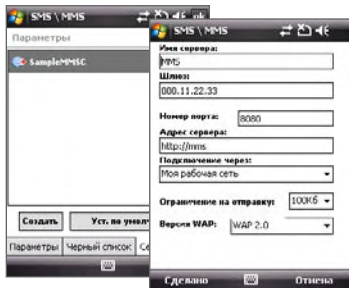 SMS \ MMS
ok
Параметры
SampleMMSC
Создать
Уст. по умолч
Параметры
Черный список
Се
SMS \ MMS
Имя сервера:
MMS
Шлюз:
000.11.22.33
Номер порта:
8080
Адрес сервера:
http://mms
Подключение через:
Моя рабочая сеть
Ограничение на отправку:
100Кб
Версия WAP:
WAP 2.0
Сделано
Отмена